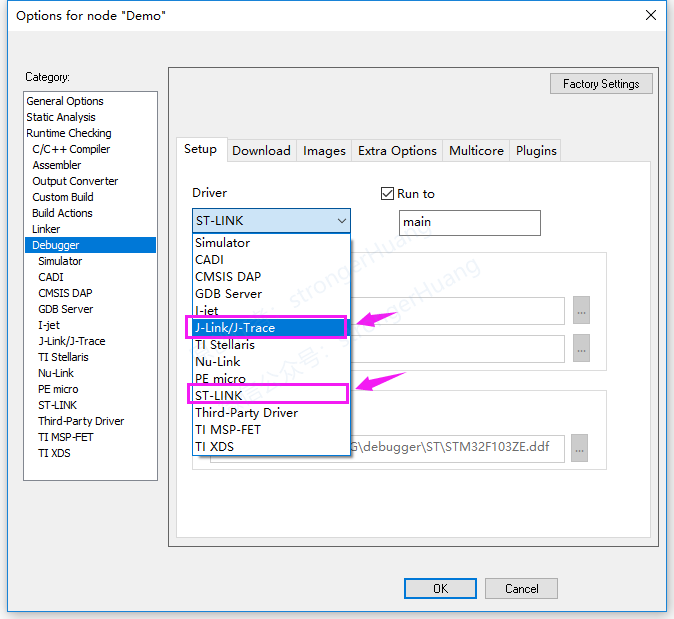 Options for node "Demo"
Category:
General Options
Static Analysis
Runtime Checking
C/C++ Compiler
Assembler
Output Converter
Custom Build
Build Actions
Linker
Debugger
Simulator
CADI
CMSIS DAP
GDB Server
I-jet
J-Link/J-Trace
TI Stellaris
Nu-Link
PE micro
ST-LINK
Third-Party Driver
TI MSP-FET
TI XDS
Factory Settings
Setup Download Images Extra Options Multicore Plugins
Driver
Run to
ST-LINK
main
Simulator
CADI
CMSIS DAP
GDB Server
I-jet
J-Link/J-Trace
TI Stellaris
Nu-Link
PE micro
ST-LINK
Third-Party Driver
TI MSP-FET
TI XDS
...
...
G\debugger\ST\STM32F103ZE.ddf
...
OK Cancel
strongerHuang
strongerHuang